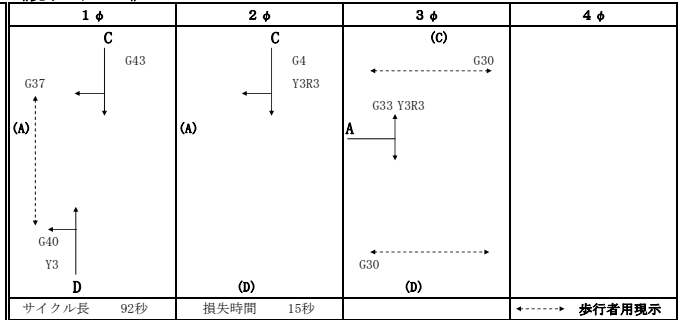 1 φ 2 φ 3 φ 4 φ
C C (C)
G43 G4 G30
G37 Y3R3
G33 Y3R3
(A) (A) A
G40
Y3 G30
D (D) (D)
サイクル長 92秒 損失時間 15秒 歩行者用現示